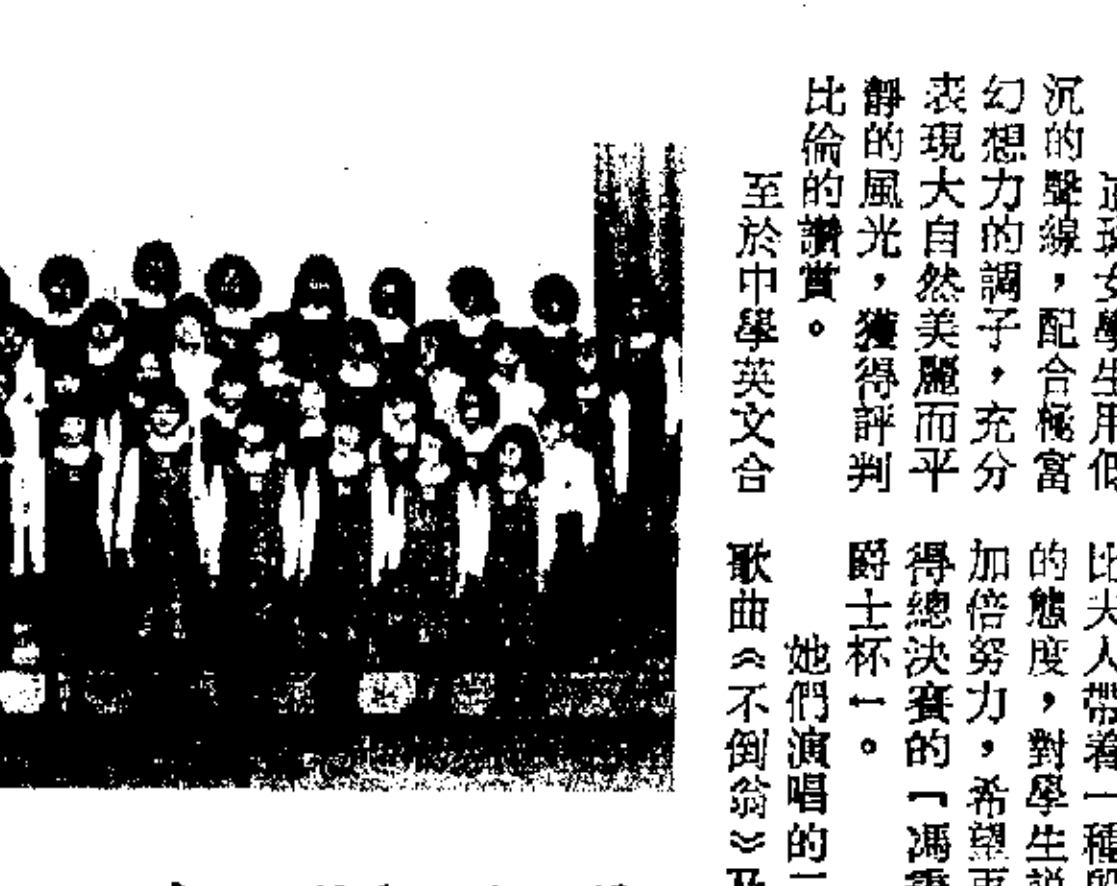 班女學生用
沉的聲線，配合極富
幻想力的調子，充分
表現大自然美麗而平
靜的風光，獲得評判
比倫的讚賞。
至於中學英文合
比夫人帶着一種
的態度，對學生説
加倍努力，希望再
得總決賽的「馮
爵士杯」。
她們演唱的
歌曲《不倒翁》及